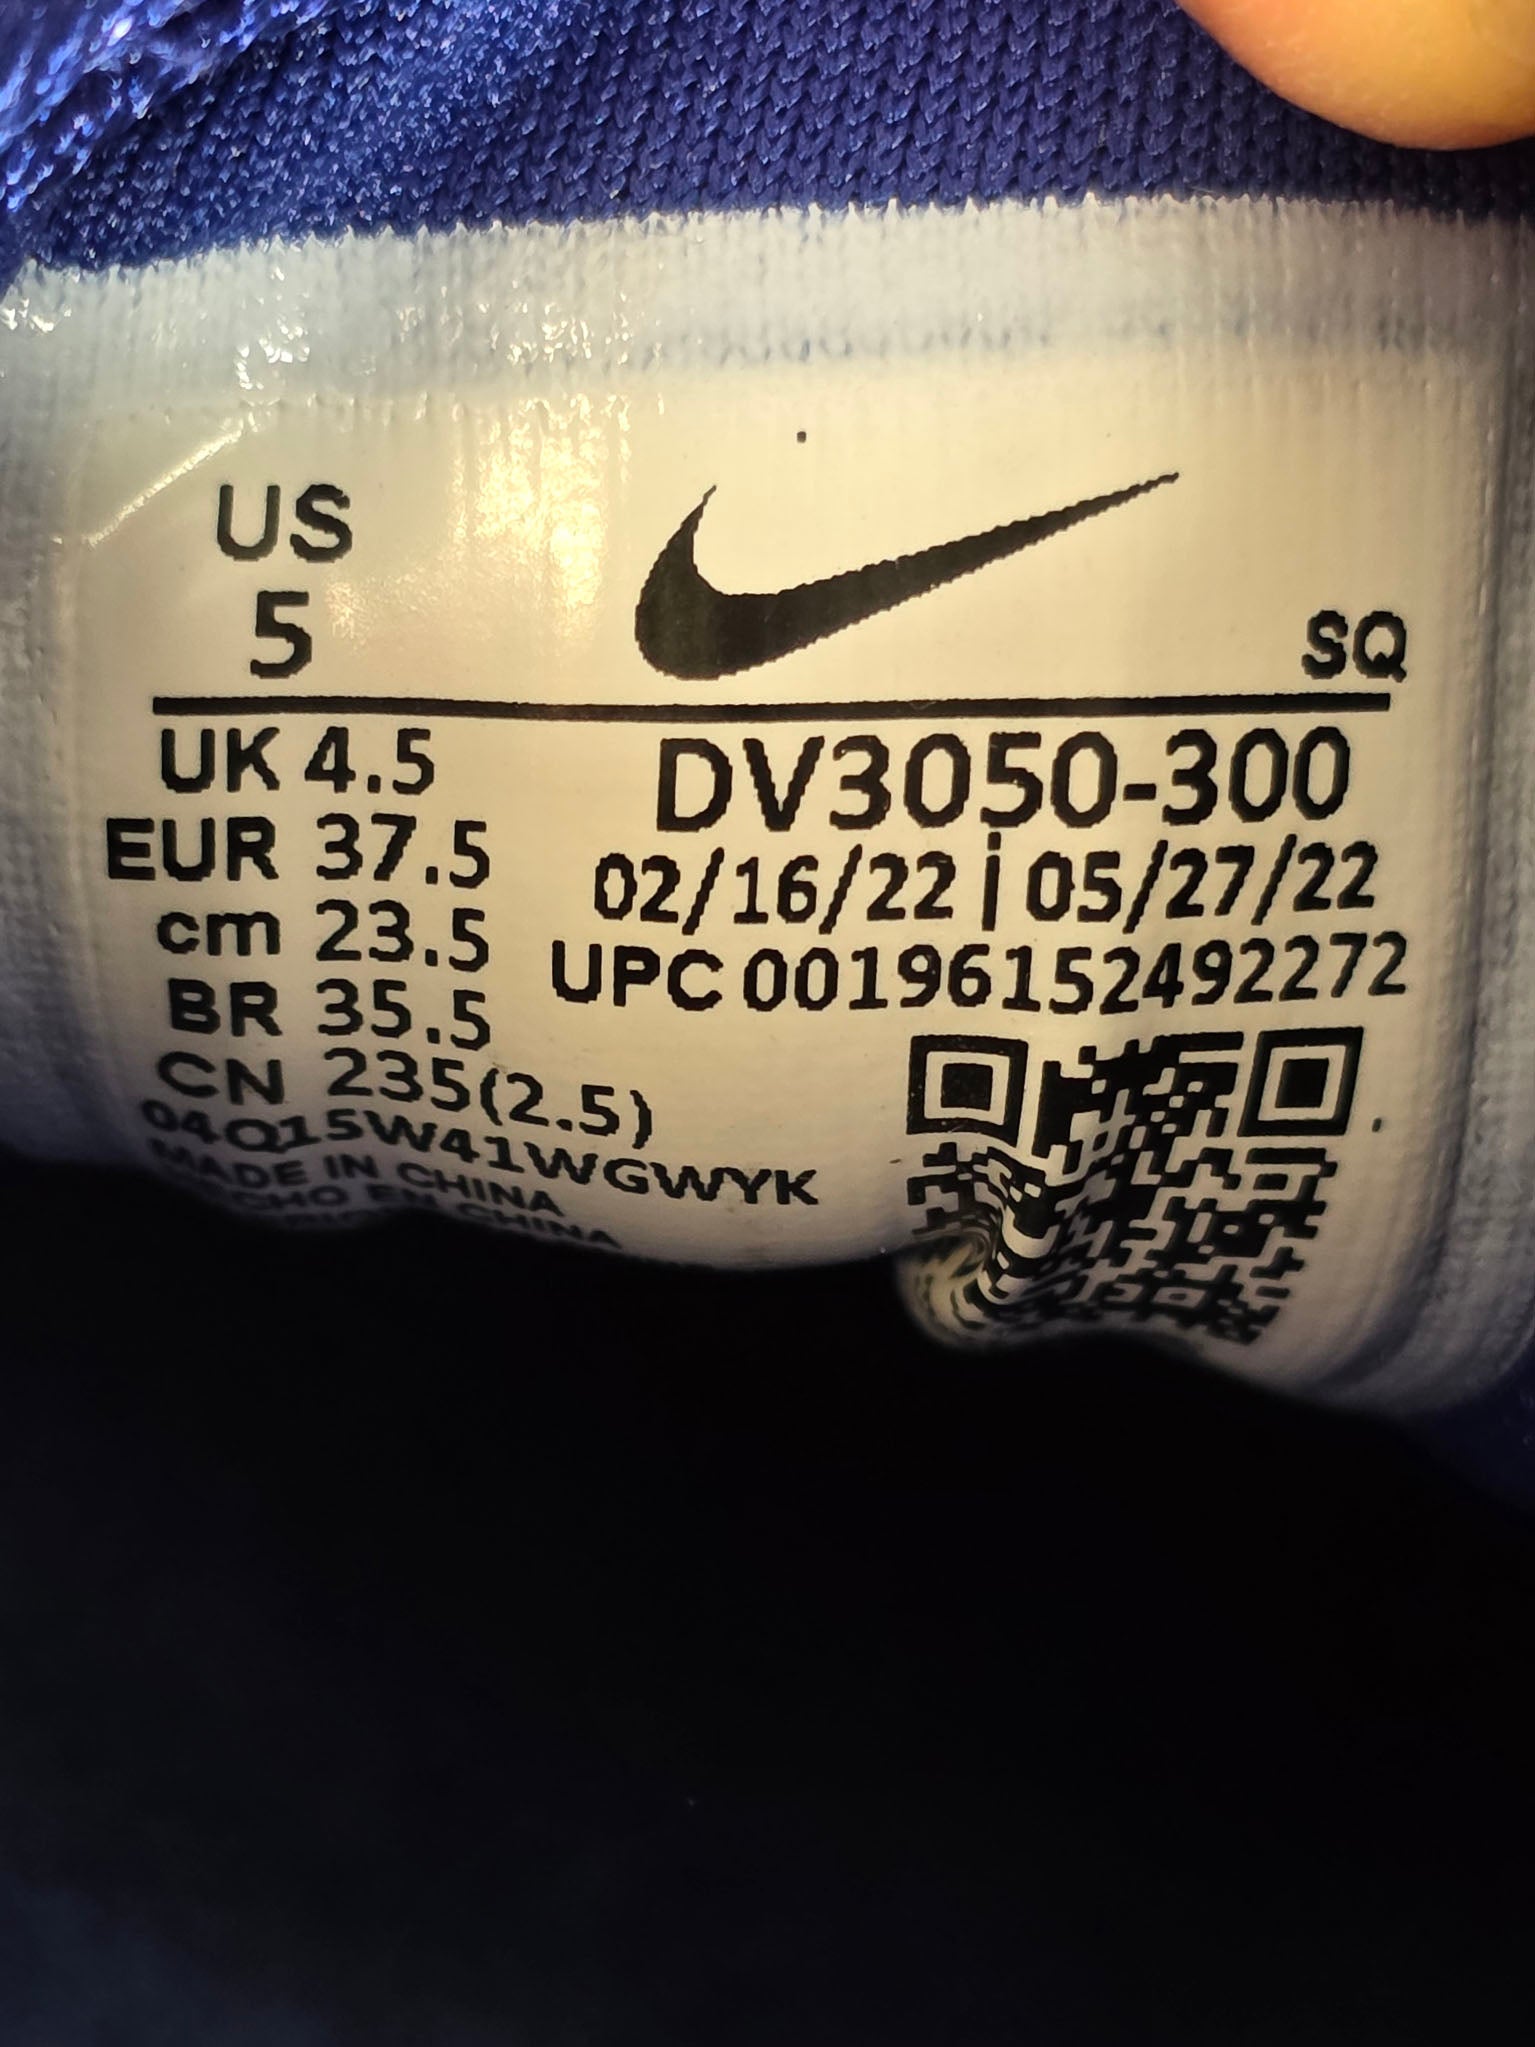 US
5
SQ
UK 4.5
EUR 37.5
cm 23.5
BR 35.5
CN 235(2.5)
04Q15W41WGWYK
MADE IN CHINA
EN CHINA
DV3050-300
02/16/22 | 05/27/22
UPC 00196152492272